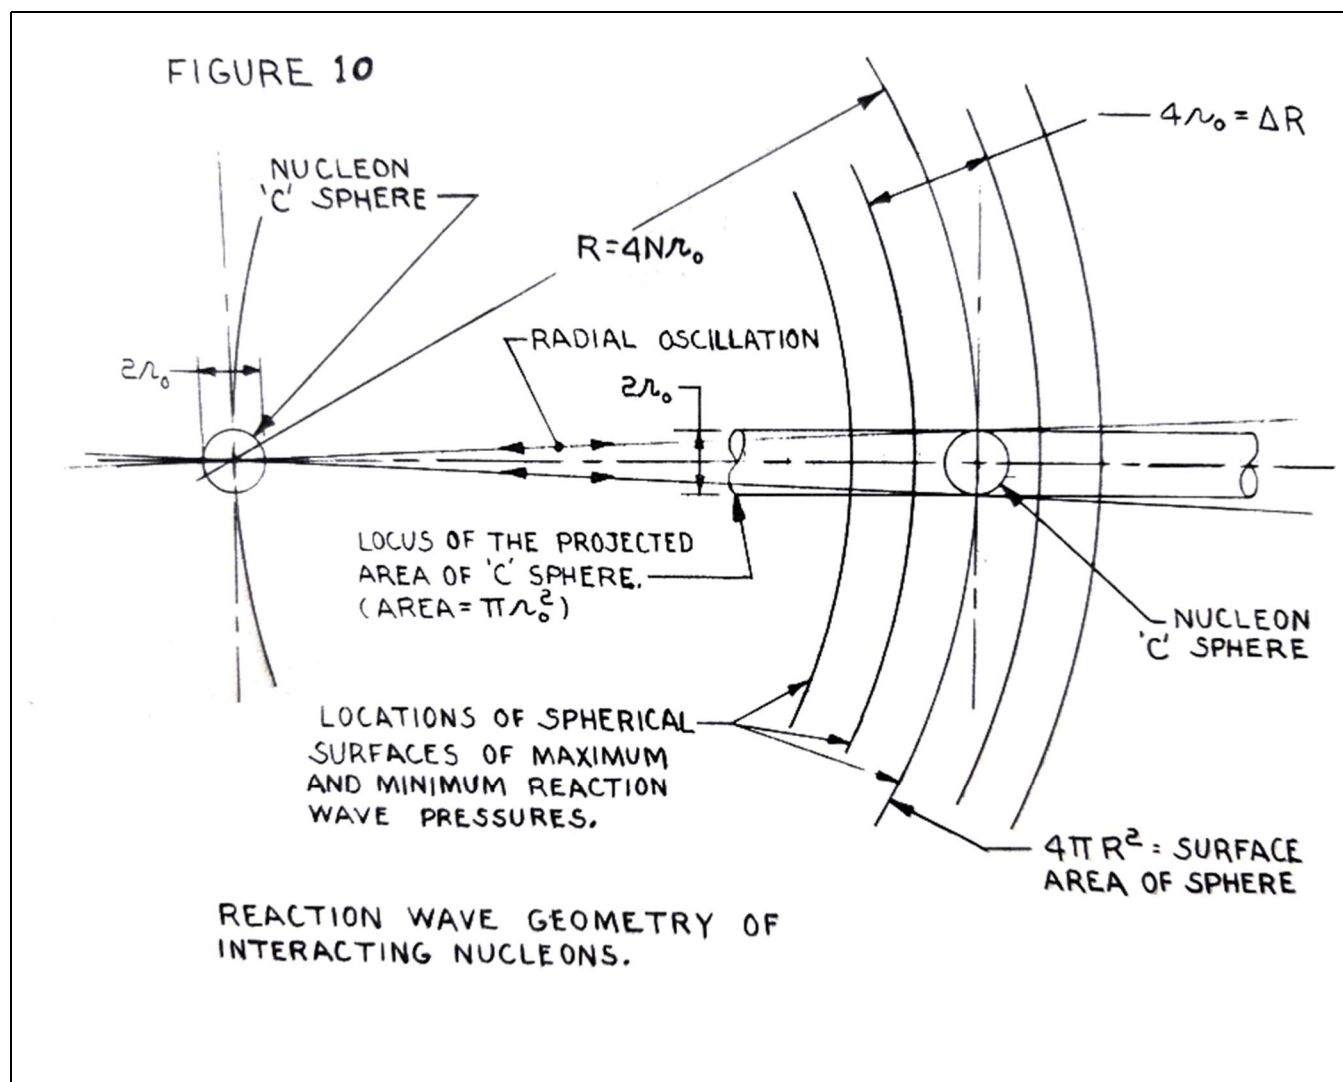 FIGURE 10
NUCLEON
'C' SPHERE
4r₀ = ΔR
R=4Nr₀
RADIAL OSCILLATION
2r₀
2r₀
LOCUS OF THE PROJECTED
AREA OF 'C' SPHERE.
(AREA=πr₀²)
NUCLEON
'C' SPHERE
LOCATIONS OF SPHERICAL
SURFACES OF MAXIMUM
AND MINIMUM REACTION
WAVE PRESSURES.
4πR² = SURFACE
AREA OF SPHERE
REACTION WAVE GEOMETRY OF
INTERACTING NUCLEONS.